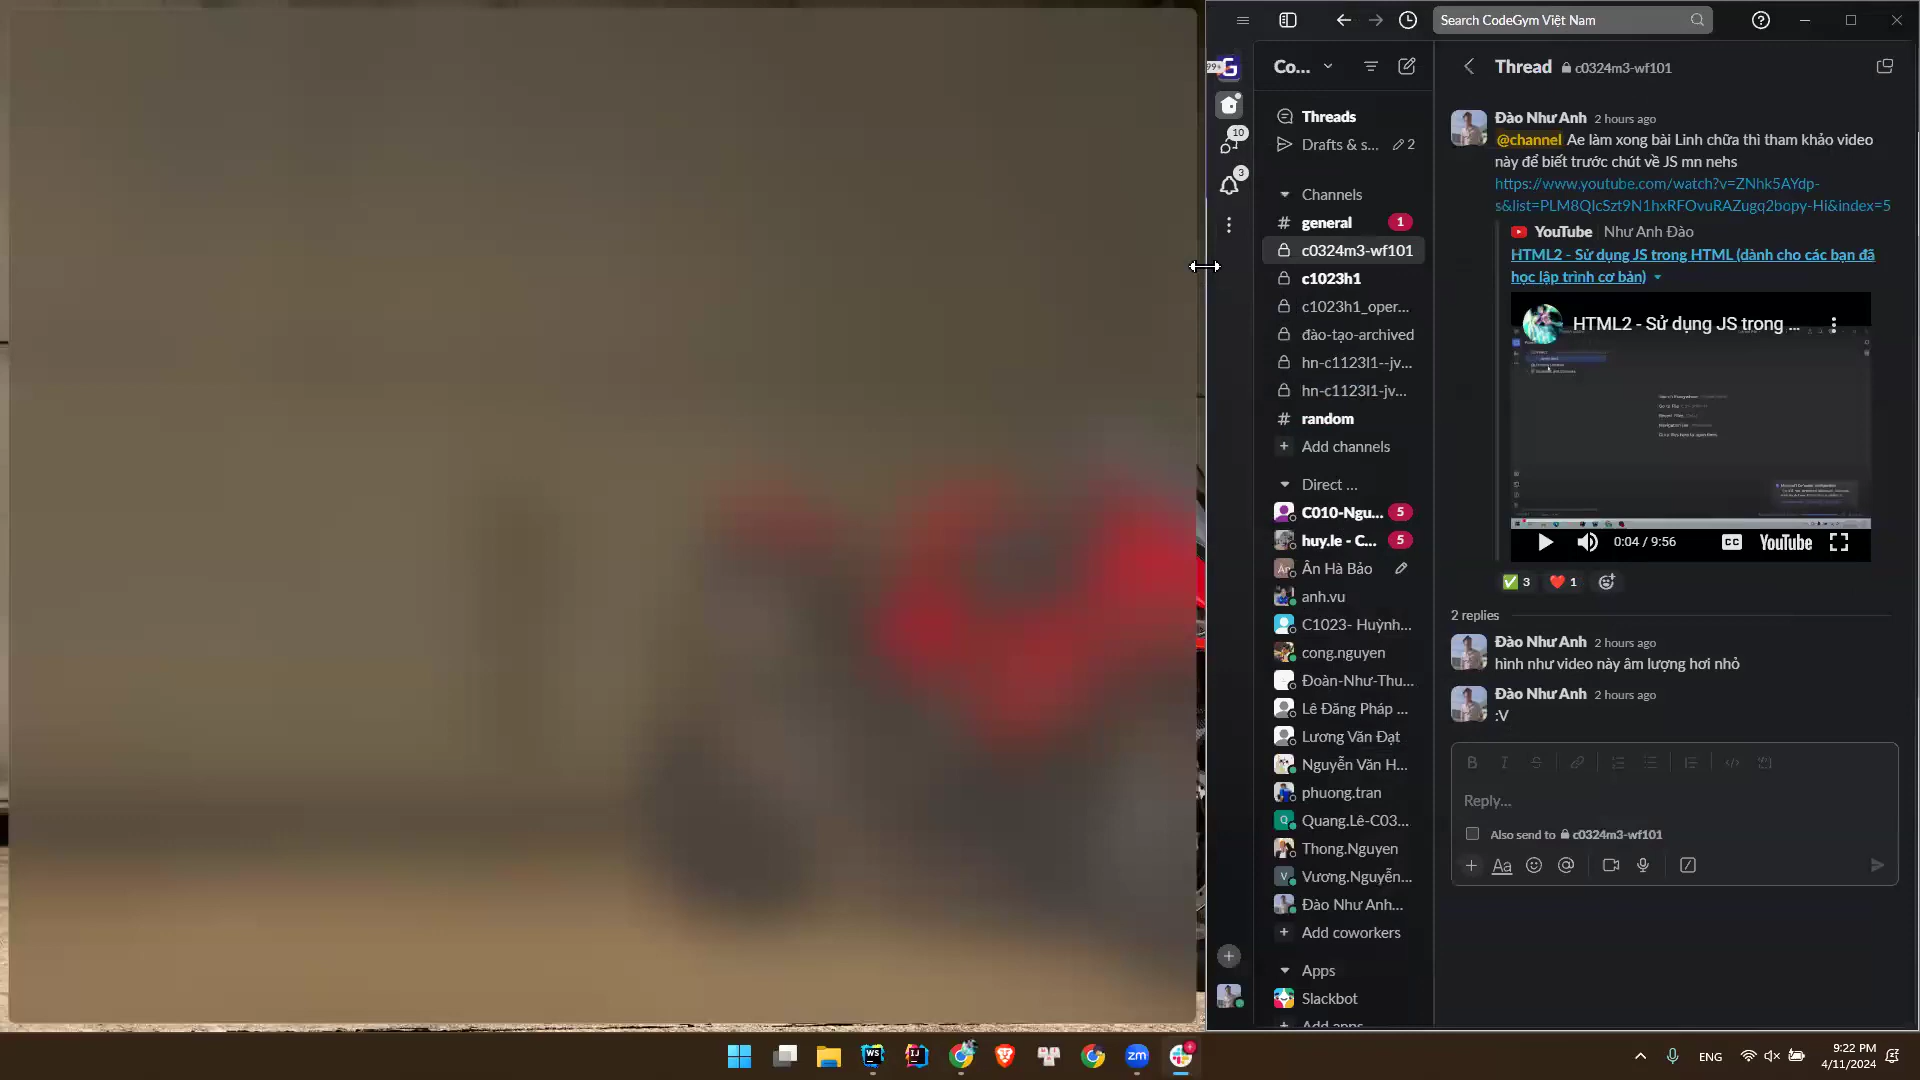 Search CodeGym Việt Nam
99+
Co...
Thread c0324m3-wf101
Threads
Drafts & s... 2
10
3
Channels
general 1
c0324m3-wf101
c1023h1
c1023h1_oper...
đào-tạo-archived
hn-c1123l1--jv...
hn-c1123l1-jv...
random
Add channels
Direct ...
C010-Ngu... 5
huy.le - C... 5
Ân Hà Bảo
anh.vu
C1023- Huỳnh...
cong.nguyen
Đoàn-Như-Thu...
Lê Đăng Pháp ...
Lương Văn Đạt
Nguyễn Văn H...
phuong.tran
Quang.Lê-C03...
Thong.Nguyen
Vương.Nguyễn...
Đào Như Anh...
Add coworkers
Apps
Slackbot
Add apps
Đào Như Anh 2 hours ago
@channel Ae làm xong bài Linh chữa thì tham khảo video
này để biết trước chút về JS mn nehs
https://www.youtube.com/watch?v=ZNhk5AYdp-
s&list=PLM8QIcSzt9N1hxRFOvuRAZugq2bopy-Hi&index=5
YouTube Như Anh Đào
HTML2 - Sử dụng JS trong HTML (dành cho các bạn đã
học lập trình cơ bản)
HTML2 - Sử dụng JS trong ...
0:04 / 9:56 CC YouTube
3 1
2 replies
Đào Như Anh 2 hours ago
hình như video này âm lượng hơi nhỏ
Đào Như Anh 2 hours ago
:V
Reply...
Also send to c0324m3-wf101
Aa
ENG
9:22 PM
4/11/2024